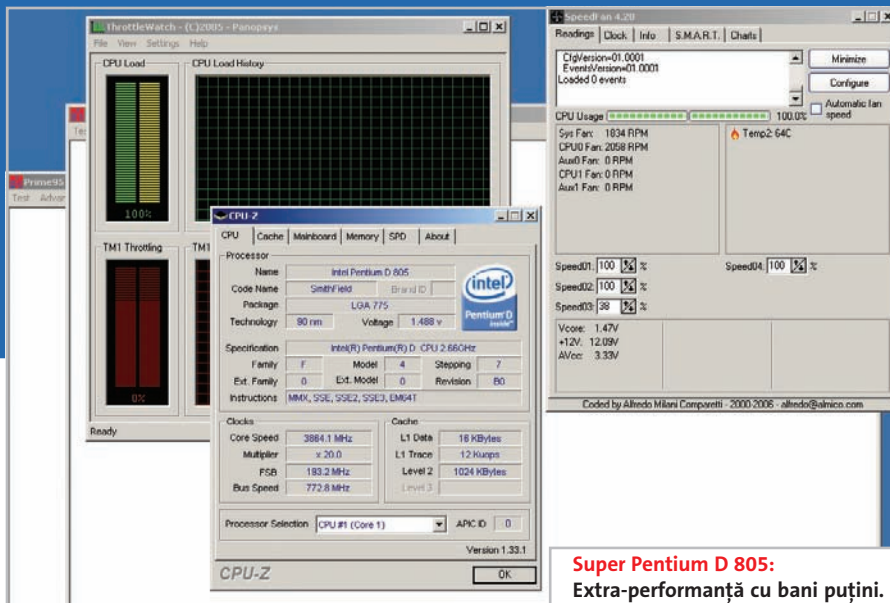 ThrottleWatch - (C)2005 - Panopsys
File View Settings Help
CPU Load
CPU Load History
100%
TM1 Throttling
TM1
0%
Ready
Prime95
Test Advan
Te
CPU-Z
CPU Cache Mainboard Memory SPD About
Processor
Name Intel Pentium D 805
Code Name Smithfield Brand ID
Package LGA 775
Technology 90 nm Voltage 1.488 v
intel
Pentium D
inside
Specification Intel(R) Pentium(R) D CPU 2.66GHz
Family F Model 4 Stepping 7
Ext. Family 0 Ext. Model 0 Revision B0
Instructions MMX, SSE, SSE2, SSE3, EM64T
Clocks
Core Speed 3864.1 MHz
Multiplier x 20.0
FSB 193.2 MHz
Bus Speed 772.8 MHz
Cache
L1 Data 16 KBytes
L1 Trace 12 Kuops
Level 2 1024 KBytes
Level 3
Processor Selection CPU #1 (Core 1) APIC ID 0
Version 1.33.1
CPU-Z
OK
SpeedFan 4.28
Readings Clock Info S.M.A.R.T. Charts
CfgVersion=01.0001
EventsVersion=01.0001
Loaded 0 events
Minimize
Configure
Automatic fan
speed
CPU Usage 100.0%
Sys Fan: 1834 RPM
CPU0 Fan: 2058 RPM
Aux0 Fan: 0 RPM
CPU1 Fan: 0 RPM
Aux1 Fan: 0 RPM
Temp2: 64C
Speed01: 100 %
Speed02: 100 %
Speed03: 38 %
Speed04: 100 %
Vcore: 1.47V
+12V: 12.09V
AVcc: 3.33V
Coded by Alfredo Milani Comparetti - 2000-2006 - alfredo@almico.com
Super Pentium D 805:
Extra-performanță cu bani puțini.